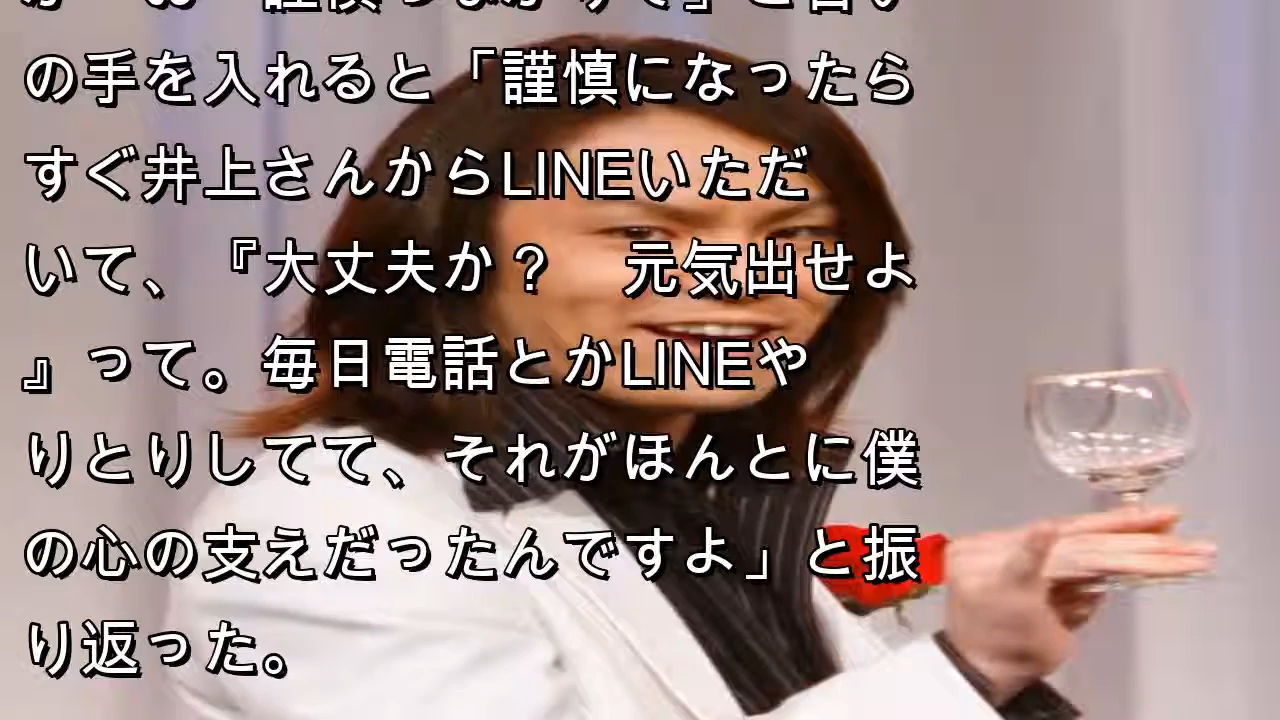 の手を入れると「謹慎になったら
すぐ井上さんからLINEいただ
いて、『大丈夫か？　元気出せよ
』って。毎日電話とかLINEや
りとりしてて、それがほんとに僕
の心の支えだったんですよ」と振
り返った。